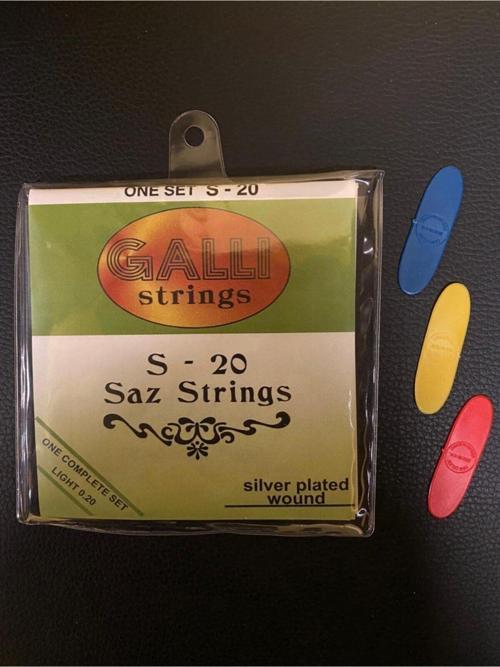 ONE SET S - 20
GALLI
strings
S - 20
Saz Strings
ONE COMPLETE SET
LIGHT 0.20
silver plated
wound